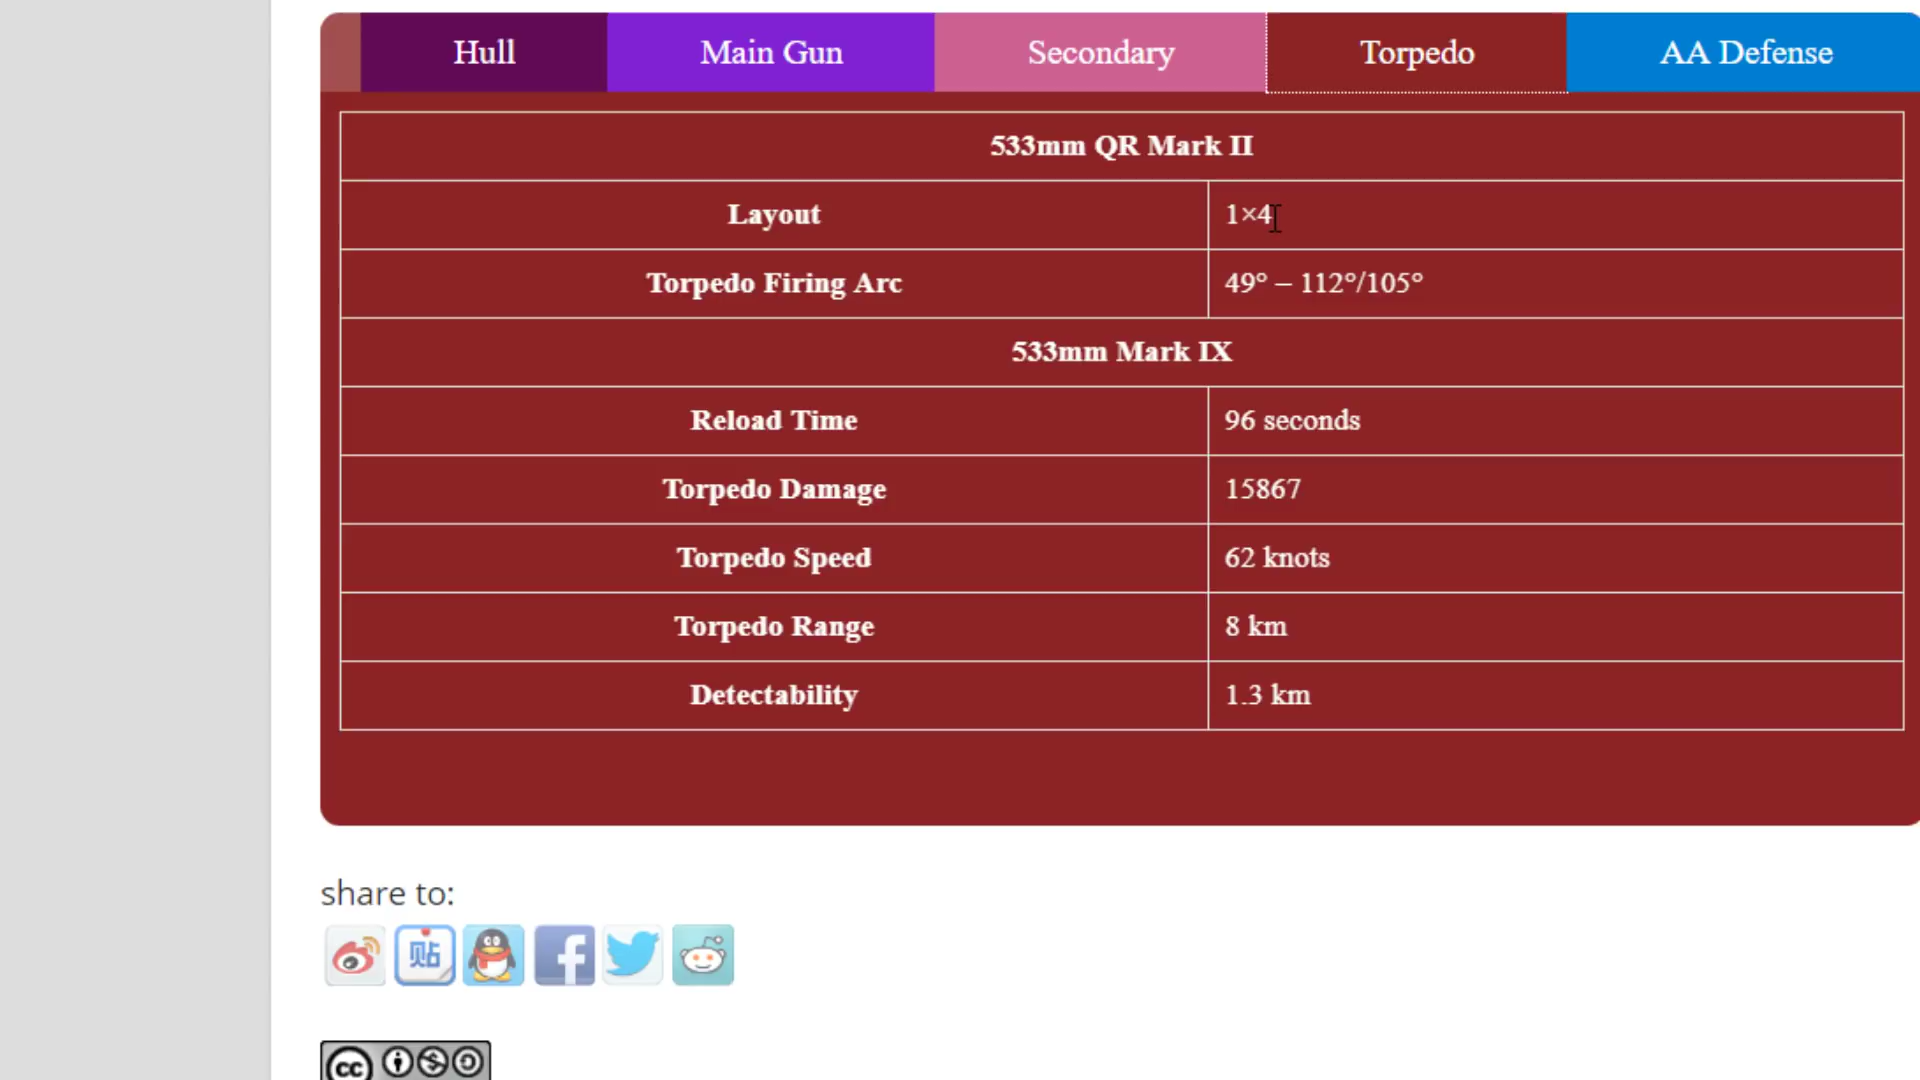 Hull Main Gun Secondary Torpedo AA Defense
533mm QR Mark II
Layout 1×4
Torpedo Firing Arc 49° – 112°/105°
533mm Mark IX
Reload Time 96 seconds
Torpedo Damage 15867
Torpedo Speed 62 knots
Torpedo Range 8 km
Detectability 1.3 km
share to:
贴
f
cc